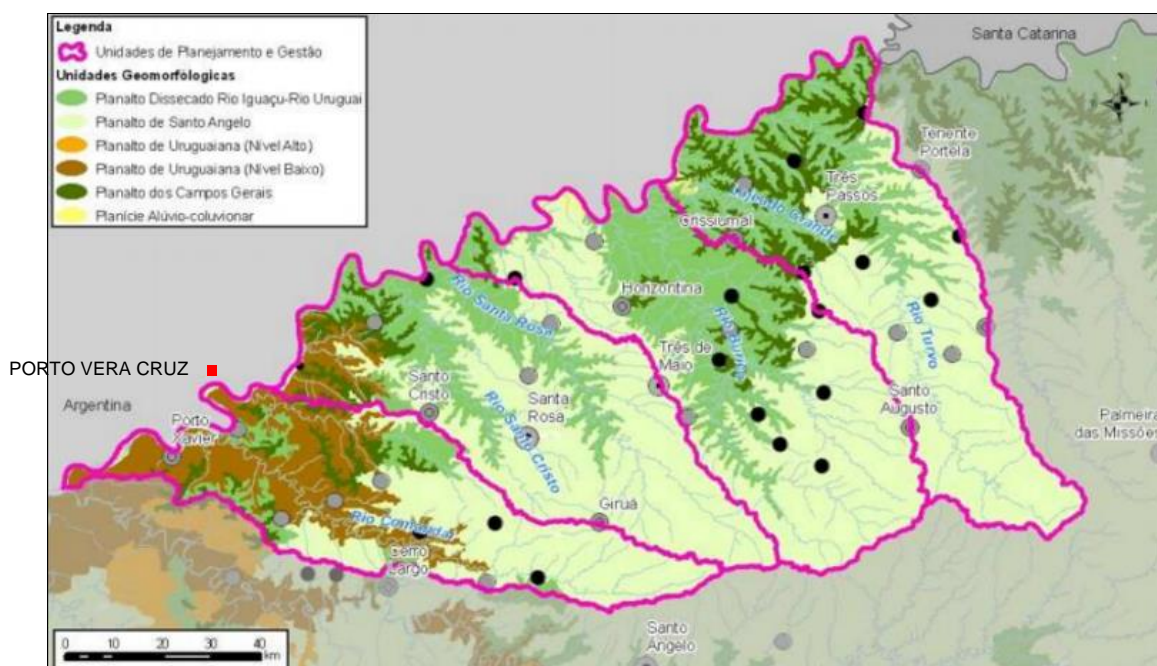 Legenda
Unidades de Planejamento e Gestão
Unidades Geomorfólogicas
Planalto Dissecado Rio Iguaçu-Rio Uruguai
Planalto de Santo Angelo
Planalto de Uruguaiana (Nível Alto)
Planalto de Uruguaiana (Nível Baixo)
Planalto dos Campos Gerais
Planície Alúvio-coluvionar
Santa Catarina
Tenente
Portela
Três
Passos
Lajeado Grande
Crissiumal
Horizontina
Rio Santa Rosa
Rio Buricá
Rio Turvo
Três de
Maio
PORTO VERA CRUZ
Santo
Cristo
Santa
Rosa
Rio Santo Cristo
Santo
Augusto
Argentina
Porto
Xavier
Palmeira
das Missões
Giruá
Rio Comandai
Cerro
Largo
Santo
Angelo
0 10 20 30 40
km